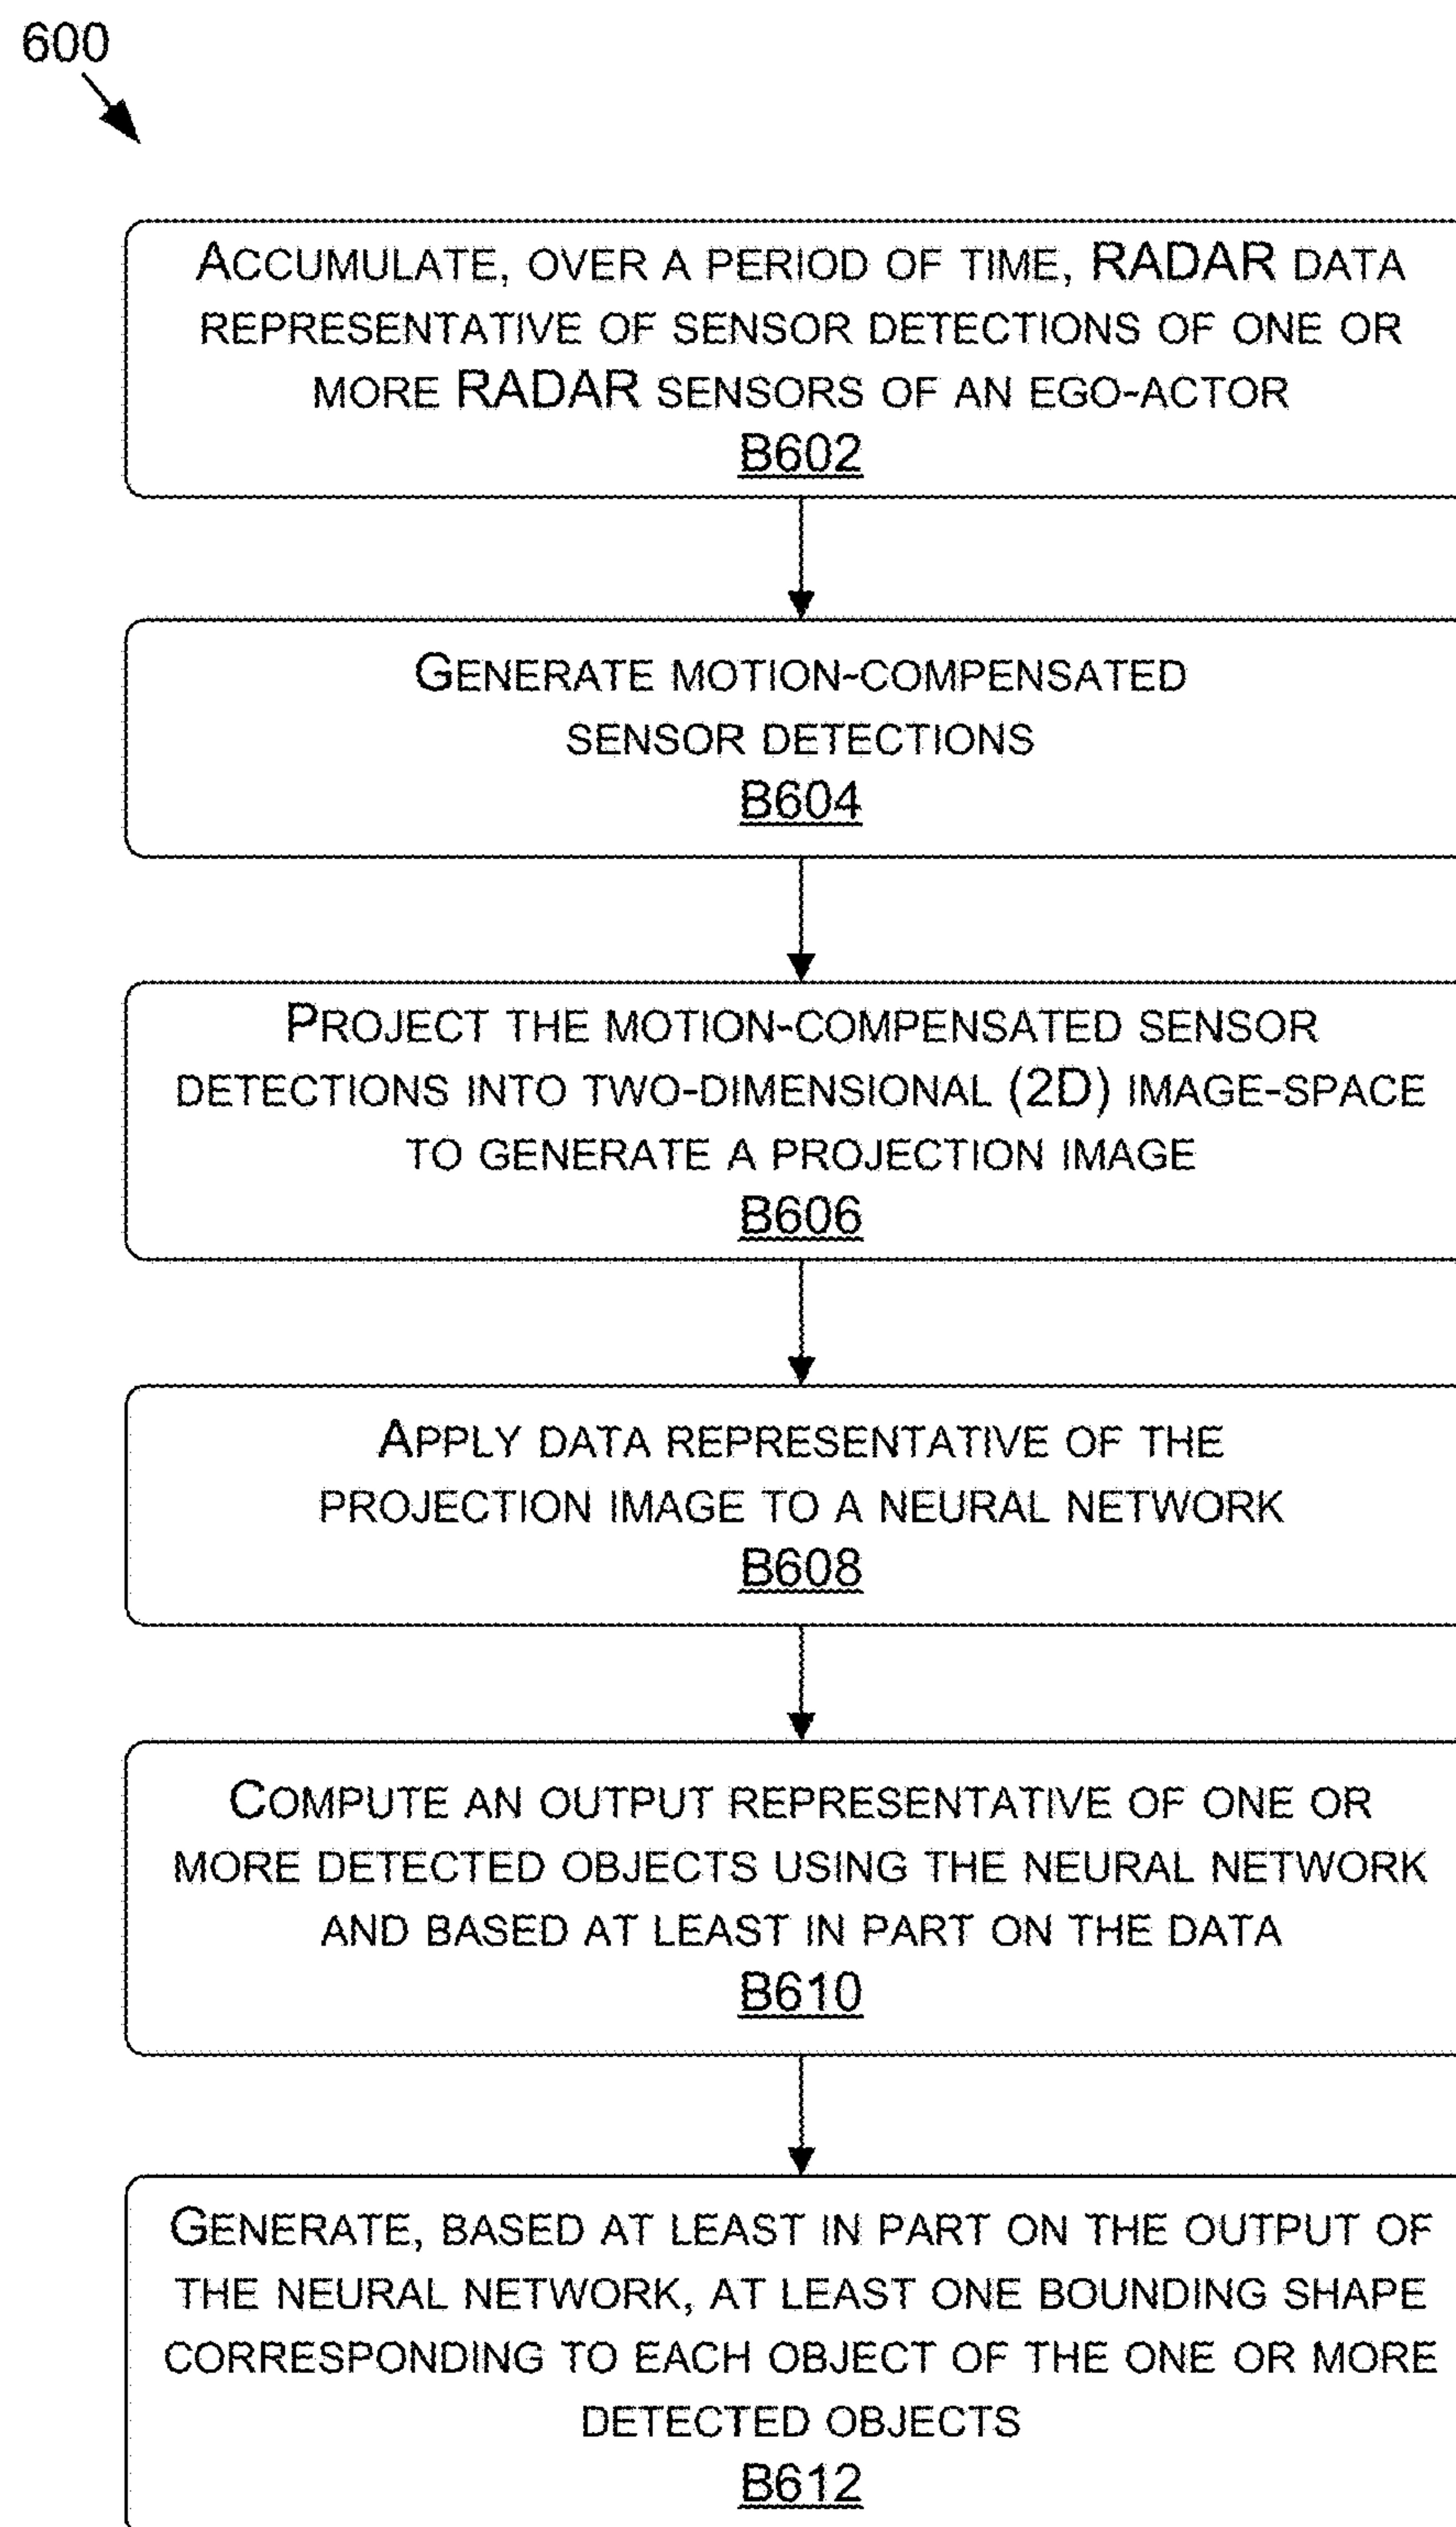 600
ACCUMULATE, OVER A PERIOD OF TIME, RADAR DATA
REPRESENTATIVE OF SENSOR DETECTIONS OF ONE OR
MORE RADAR SENSORS OF AN EGO-ACTOR
B602
GENERATE MOTION-COMPENSATED
SENSOR DETECTIONS
B604
PROJECT THE MOTION-COMPENSATED SENSOR
DETECTIONS INTO TWO-DIMENSIONAL (2D) IMAGE-SPACE
TO GENERATE A PROJECTION IMAGE
B606
APPLY DATA REPRESENTATIVE OF THE
PROJECTION IMAGE TO A NEURAL NETWORK
B608
COMPUTE AN OUTPUT REPRESENTATIVE OF ONE OR
MORE DETECTED OBJECTS USING THE NEURAL NETWORK
AND BASED AT LEAST IN PART ON THE DATA
B610
GENERATE, BASED AT LEAST IN PART ON THE OUTPUT OF
THE NEURAL NETWORK, AT LEAST ONE BOUNDING SHAPE
CORRESPONDING TO EACH OBJECT OF THE ONE OR MORE
DETECTED OBJECTS
B612